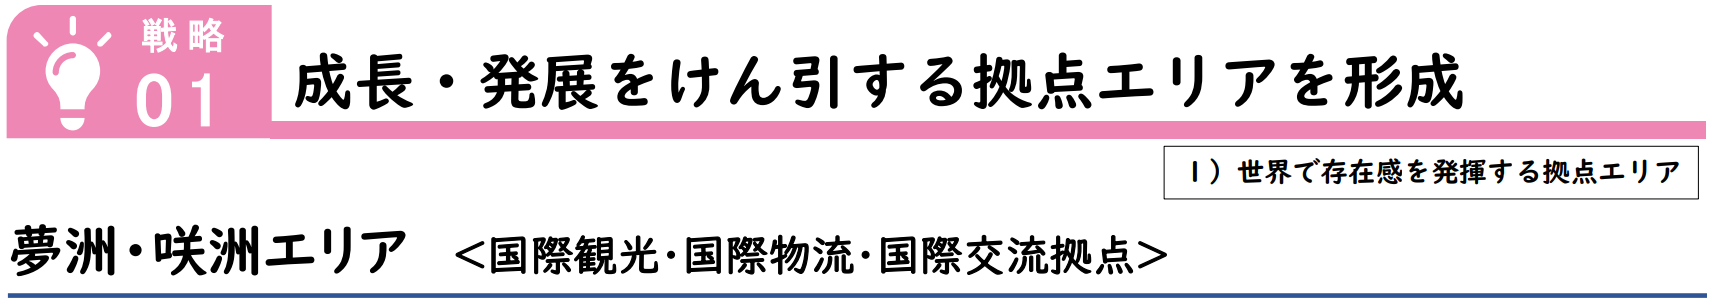 戦略
01
成長・発展をけん引する拠点エリアを形成
1）世界で存在感を発揮する拠点エリア
夢洲・咲洲エリア　＜国際観光・国際物流・国際交流拠点＞